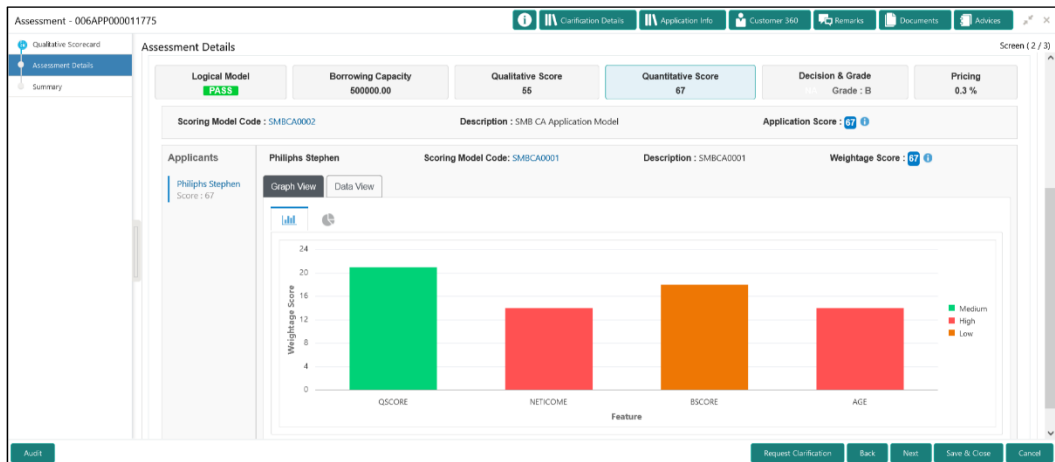 Assessment - 006APP000011775
Clarification Details
Application Info
Customer 360
Remarks
Documents
Advices
Qualitative Scorecard
Assessment Details
Summary
Assessment Details
Screen ( 2 / 3)
Logical Model
PASS
Borrowing Capacity
500000.00
Qualitative Score
55
Quantitative Score
67
Decision & Grade
Grade : B
Pricing
0.3 %
Scoring Model Code : SMBCA0002
Description : SMB CA Application Model
Application Score : 67
Applicants
Philiphs Stephen
Score : 67
Philiphs Stephen
Scoring Model Code: SMBCA0001
Description : SMBCA0001
Weightage Score : 67
Graph View
Data View
24
20
16
12
8
4
0
Weightage Score
QSCORE
NETICOME
BSCORE
AGE
Feature
Medium
High
Low
Audit
Request Clarification
Back
Next
Save & Close
Cancel